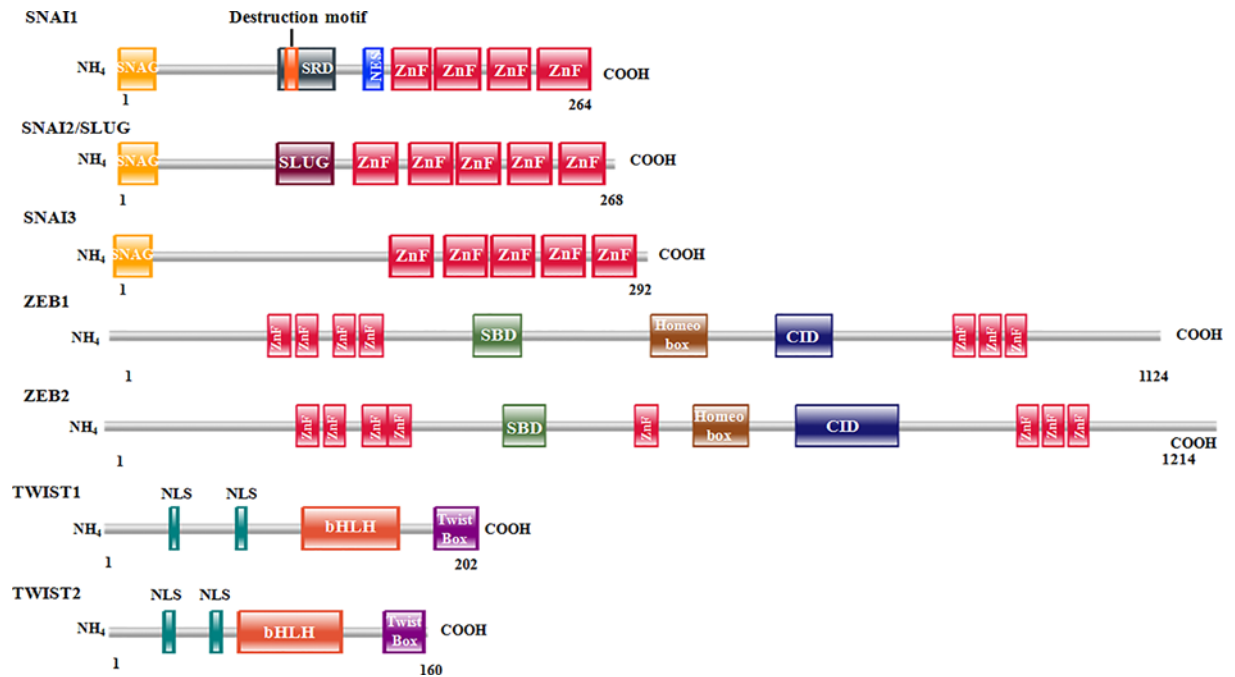 SNAI1
Destruction motif
NH4 SNAG SRD NES ZnF ZnF ZnF ZnF COOH
1 264
SNAI2/SLUG
NH4 SNAG SLUG ZnF ZnF ZnF ZnF ZnF COOH
1 268
SNAI3
NH4 SNAG ZnF ZnF ZnF ZnF ZnF COOH
1 292
ZEB1
NH4 ZnF ZnF ZnF ZnF SBD Homeo box CID ZnF ZnF ZnF COOH
1 1124
ZEB2
NH4 ZnF ZnF ZnF ZnF SBD ZnF Homeo box CID ZnF ZnF ZnF COOH
1 1214
TWIST1
NLS NLS
NH4 bHLH Twist Box COOH
1 202
TWIST2
NLS NLS
NH4 bHLH Twist Box COOH
1 160